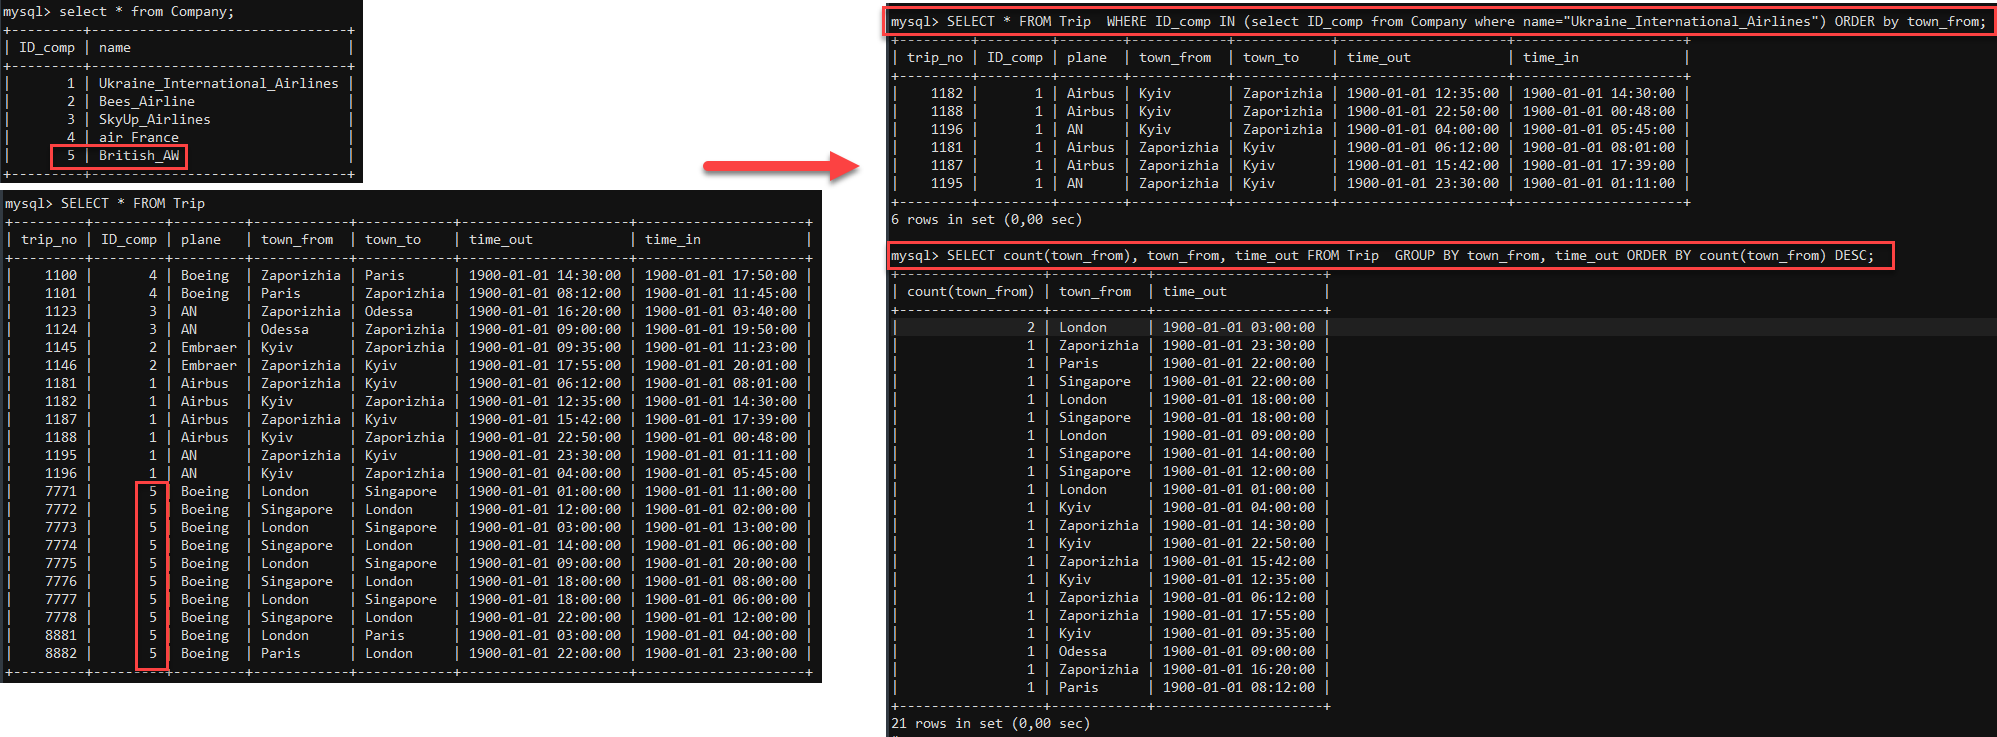 mysql> select * from Company;
+---------+-------------------------------+
| ID_comp | name                          |
+---------+-------------------------------+
|       1 | Ukraine_International_Airlines |
|       2 | Bees_Airline                  |
|       3 | SkyUp_Airlines                |
|       4 | air_France                    |
|       5 | British_AW                    |
+---------+-------------------------------+
mysql> SELECT * FROM Trip
+---------+---------+---------+------------+------------+---------------------+---------------------+
| trip_no | ID_comp | plane   | town_from  | town_to    | time_out            | time_in             |
+---------+---------+---------+------------+------------+---------------------+---------------------+
|    1100 |       4 | Boeing  | Zaporizhia | Paris      | 1900-01-01 14:30:00 | 1900-01-01 17:50:00 |
|    1101 |       4 | Boeing  | Paris      | Zaporizhia | 1900-01-01 08:12:00 | 1900-01-01 11:45:00 |
|    1123 |       3 | AN      | Zaporizhia | Odessa     | 1900-01-01 16:20:00 | 1900-01-01 03:40:00 |
|    1124 |       3 | AN      | Odessa     | Zaporizhia | 1900-01-01 09:00:00 | 1900-01-01 19:50:00 |
|    1145 |       2 | Embraer | Kyiv       | Zaporizhia | 1900-01-01 09:35:00 | 1900-01-01 11:23:00 |
|    1146 |       2 | Embraer | Zaporizhia | Kyiv       | 1900-01-01 17:55:00 | 1900-01-01 20:01:00 |
|    1181 |       1 | Airbus  | Zaporizhia | Kyiv       | 1900-01-01 06:12:00 | 1900-01-01 08:01:00 |
|    1182 |       1 | Airbus  | Kyiv       | Zaporizhia | 1900-01-01 12:35:00 | 1900-01-01 14:30:00 |
|    1187 |       1 | Airbus  | Zaporizhia | Kyiv       | 1900-01-01 15:42:00 | 1900-01-01 17:39:00 |
|    1188 |       1 | Airbus  | Kyiv       | Zaporizhia | 1900-01-01 22:50:00 | 1900-01-01 00:48:00 |
|    1195 |       1 | AN      | Zaporizhia | Kyiv       | 1900-01-01 23:30:00 | 1900-01-01 01:11:00 |
|    1196 |       1 | AN      | Kyiv       | Zaporizhia | 1900-01-01 04:00:00 | 1900-01-01 05:45:00 |
|    7771 |       5 | Boeing  | London     | Singapore  | 1900-01-01 01:00:00 | 1900-01-01 11:00:00 |
|    7772 |       5 | Boeing  | Singapore  | London     | 1900-01-01 12:00:00 | 1900-01-01 02:00:00 |
|    7773 |       5 | Boeing  | London     | Singapore  | 1900-01-01 03:00:00 | 1900-01-01 13:00:00 |
|    7774 |       5 | Boeing  | Singapore  | London     | 1900-01-01 14:00:00 | 1900-01-01 06:00:00 |
|    7775 |       5 | Boeing  | London     | Singapore  | 1900-01-01 09:00:00 | 1900-01-01 20:00:00 |
|    7776 |       5 | Boeing  | Singapore  | London     | 1900-01-01 18:00:00 | 1900-01-01 08:00:00 |
|    7777 |       5 | Boeing  | London     | Singapore  | 1900-01-01 18:00:00 | 1900-01-01 06:00:00 |
|    7778 |       5 | Boeing  | Singapore  | London     | 1900-01-01 22:00:00 | 1900-01-01 12:00:00 |
|    8881 |       5 | Boeing  | London     | Paris      | 1900-01-01 03:00:00 | 1900-01-01 04:00:00 |
|    8882 |       5 | Boeing  | Paris      | London     | 1900-01-01 22:00:00 | 1900-01-01 23:00:00 |
+---------+---------+---------+------------+------------+---------------------+---------------------+
mysql> SELECT * FROM Trip  WHERE ID_comp IN (select ID_comp from Company where name="Ukraine_International_Airlines") ORDER by town_from;
+---------+---------+--------+------------+------------+---------------------+---------------------+
| trip_no | ID_comp | plane  | town_from  | town_to    | time_out            | time_in             |
+---------+---------+--------+------------+------------+---------------------+---------------------+
|    1182 |       1 | Airbus | Kyiv       | Zaporizhia | 1900-01-01 12:35:00 | 1900-01-01 14:30:00 |
|    1188 |       1 | Airbus | Kyiv       | Zaporizhia | 1900-01-01 22:50:00 | 1900-01-01 00:48:00 |
|    1196 |       1 | AN     | Kyiv       | Zaporizhia | 1900-01-01 04:00:00 | 1900-01-01 05:45:00 |
|    1181 |       1 | Airbus | Zaporizhia | Kyiv       | 1900-01-01 06:12:00 | 1900-01-01 08:01:00 |
|    1187 |       1 | Airbus | Zaporizhia | Kyiv       | 1900-01-01 15:42:00 | 1900-01-01 17:39:00 |
|    1195 |       1 | AN     | Zaporizhia | Kyiv       | 1900-01-01 23:30:00 | 1900-01-01 01:11:00 |
+---------+---------+--------+------------+------------+---------------------+---------------------+
6 rows in set (0,00 sec)
mysql> SELECT count(town_from), town_from, time_out FROM Trip  GROUP BY town_from, time_out ORDER BY count(town_from) DESC;
+------------------+------------+---------------------+
| count(town_from) | town_from  | time_out            |
+------------------+------------+---------------------+
|                2 | London     | 1900-01-01 03:00:00 |
|                1 | Zaporizhia | 1900-01-01 23:30:00 |
|                1 | Paris      | 1900-01-01 22:00:00 |
|                1 | Singapore  | 1900-01-01 22:00:00 |
|                1 | London     | 1900-01-01 18:00:00 |
|                1 | Singapore  | 1900-01-01 18:00:00 |
|                1 | London     | 1900-01-01 09:00:00 |
|                1 | Singapore  | 1900-01-01 14:00:00 |
|                1 | Singapore  | 1900-01-01 12:00:00 |
|                1 | London     | 1900-01-01 01:00:00 |
|                1 | Kyiv       | 1900-01-01 04:00:00 |
|                1 | Zaporizhia | 1900-01-01 14:30:00 |
|                1 | Kyiv       | 1900-01-01 22:50:00 |
|                1 | Zaporizhia | 1900-01-01 15:42:00 |
|                1 | Kyiv       | 1900-01-01 12:35:00 |
|                1 | Zaporizhia | 1900-01-01 06:12:00 |
|                1 | Zaporizhia | 1900-01-01 17:55:00 |
|                1 | Kyiv       | 1900-01-01 09:35:00 |
|                1 | Odessa     | 1900-01-01 09:00:00 |
|                1 | Zaporizhia | 1900-01-01 16:20:00 |
|                1 | Paris      | 1900-01-01 08:12:00 |
+------------------+------------+---------------------+
21 rows in set (0,00 sec)